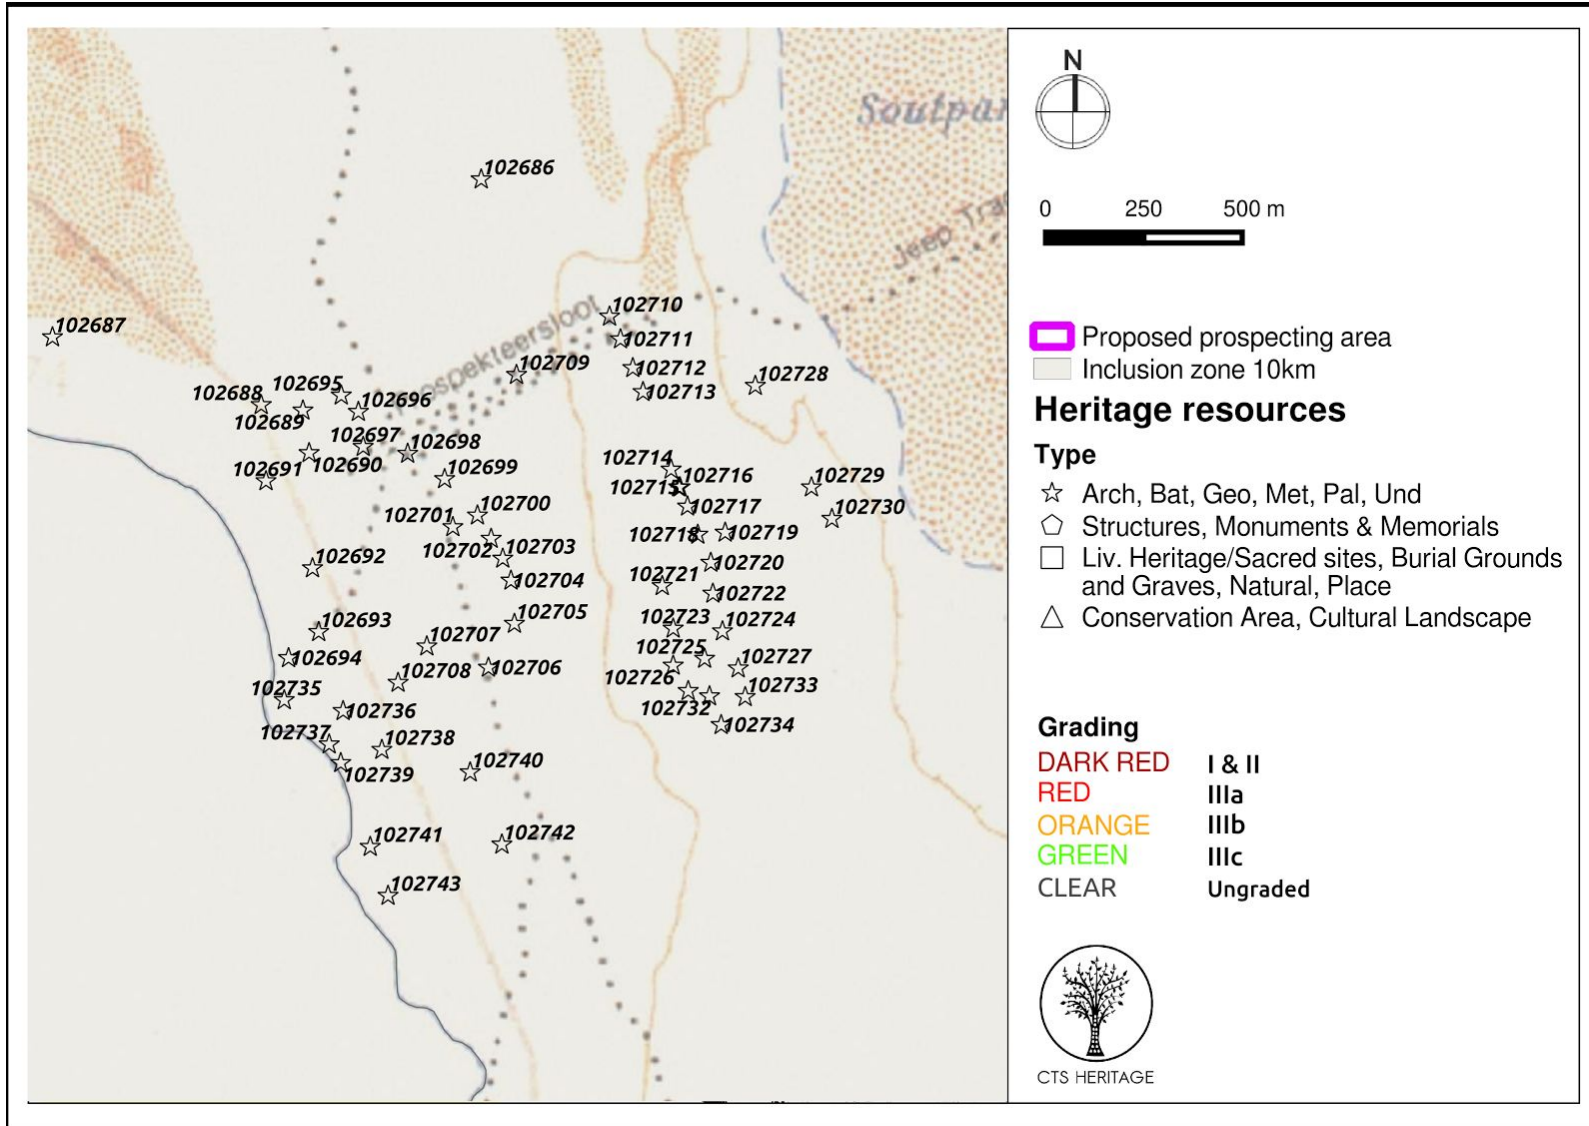 Soutpan
Jeep Tra
Prospekteersloot
102686
102687
102710
102711
102709
102712
102713
102728
102688
102695
102689
102696
102697
102698
102691
102690
102699
102714
102716
102715
102717
102729
102730
102700
102701
102718
102719
102702
102703
102692
102720
102704
102721
102722
102705
102693
102723
102724
102707
102694
102725
102727
102706
102708
102726
102735
102733
102736
102732
102734
102737
102738
102739
102740
102741
102742
102743
N
0 250 500 m
Proposed prospecting area
Inclusion zone 10km
Heritage resources
Type
Arch, Bat, Geo, Met, Pal, Und
Structures, Monuments & Memorials
Liv. Heritage/Sacred sites, Burial Grounds
and Graves, Natural, Place
Conservation Area, Cultural Landscape
Grading
DARK RED I & II
RED IIIa
ORANGE IIIb
GREEN IIIc
CLEAR Ungraded
CTS HERITAGE